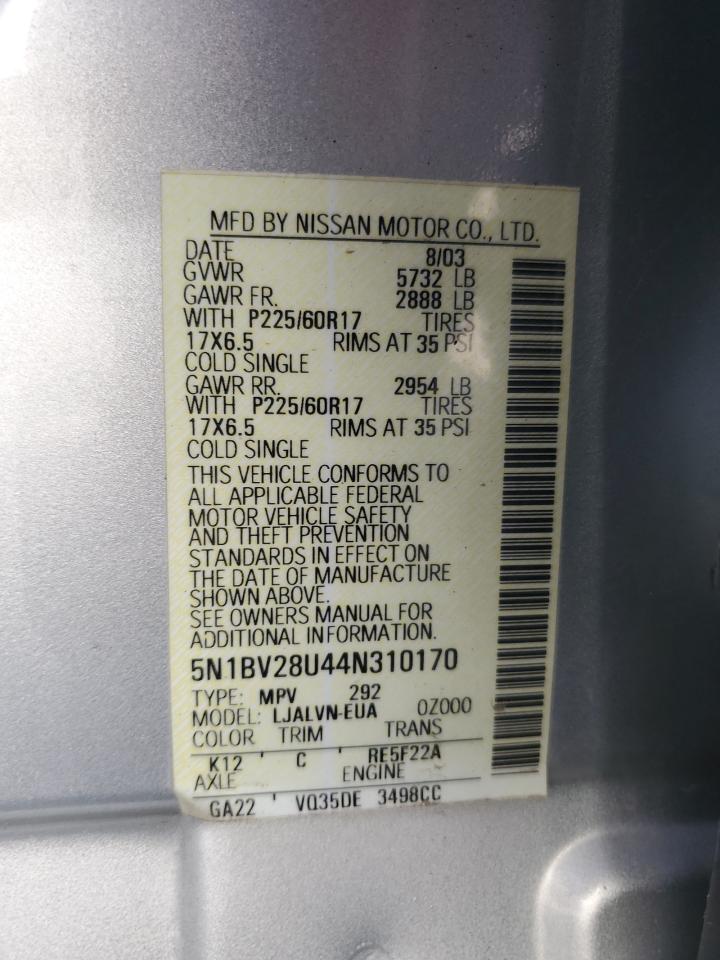 MFD BY NISSAN MOTOR CO., LTD.
DATE 8/03
GVWR 5732 LB
GAWR FR. 2888 LB
WITH P225/60R17 TIRES
17X6.5 RIMS AT 35 PSI
COLD SINGLE
GAWR RR. 2954 LB
WITH P225/60R17 TIRES
17X6.5 RIMS AT 35 PSI
COLD SINGLE
THIS VEHICLE CONFORMS TO
ALL APPLICABLE FEDERAL
MOTOR VEHICLE SAFETY
AND THEFT PREVENTION
STANDARDS IN EFFECT ON
THE DATE OF MANUFACTURE
SHOWN ABOVE.
SEE OWNERS MANUAL FOR
ADDITIONAL INFORMATION
5N1BV28U44N310170
TYPE: MPV 292
MODEL: LJALVN-EUA 0Z000
COLOR TRIM TRANS
K12 ' C ' RE5F22A
AXLE ENGINE
GA22 ' VQ35DE 3498CC